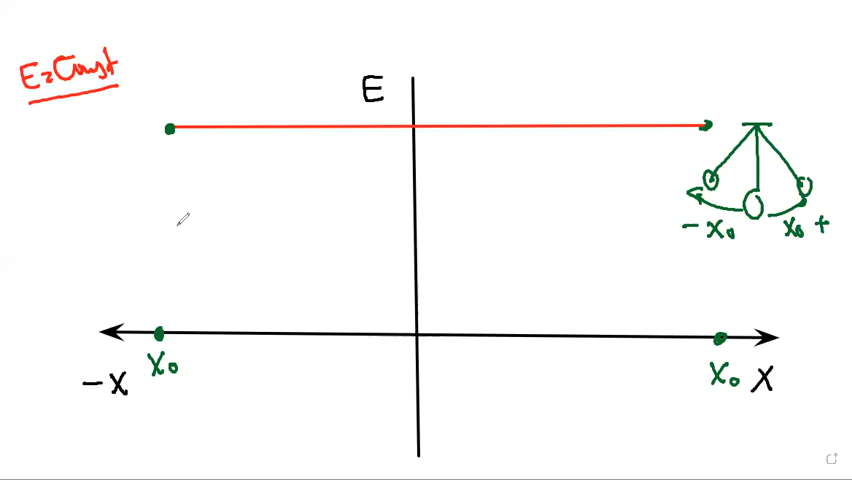 E=Const
E
- x₀ x₀ +
x₀ x₀
-x x